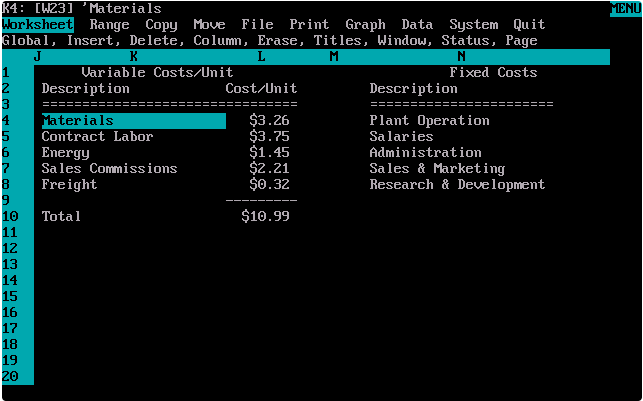 K4: [W23] 'Materials MENU
Worksheet Range Copy Move File Print Graph Data System Quit
Global, Insert, Delete, Column, Erase, Titles, Window, Status, Page
J K L M N
1 Variable Costs/Unit Fixed Costs
2 Description Cost/Unit Description
3 ================================ =======================
4 Materials $3.26 Plant Operation
5 Contract Labor $3.75 Salaries
6 Energy $1.45 Administration
7 Sales Commissions $2.21 Sales & Marketing
8 Freight $0.32 Research & Development
9 ---------
10 Total $10.99
11
12
13
14
15
16
17
18
19
20